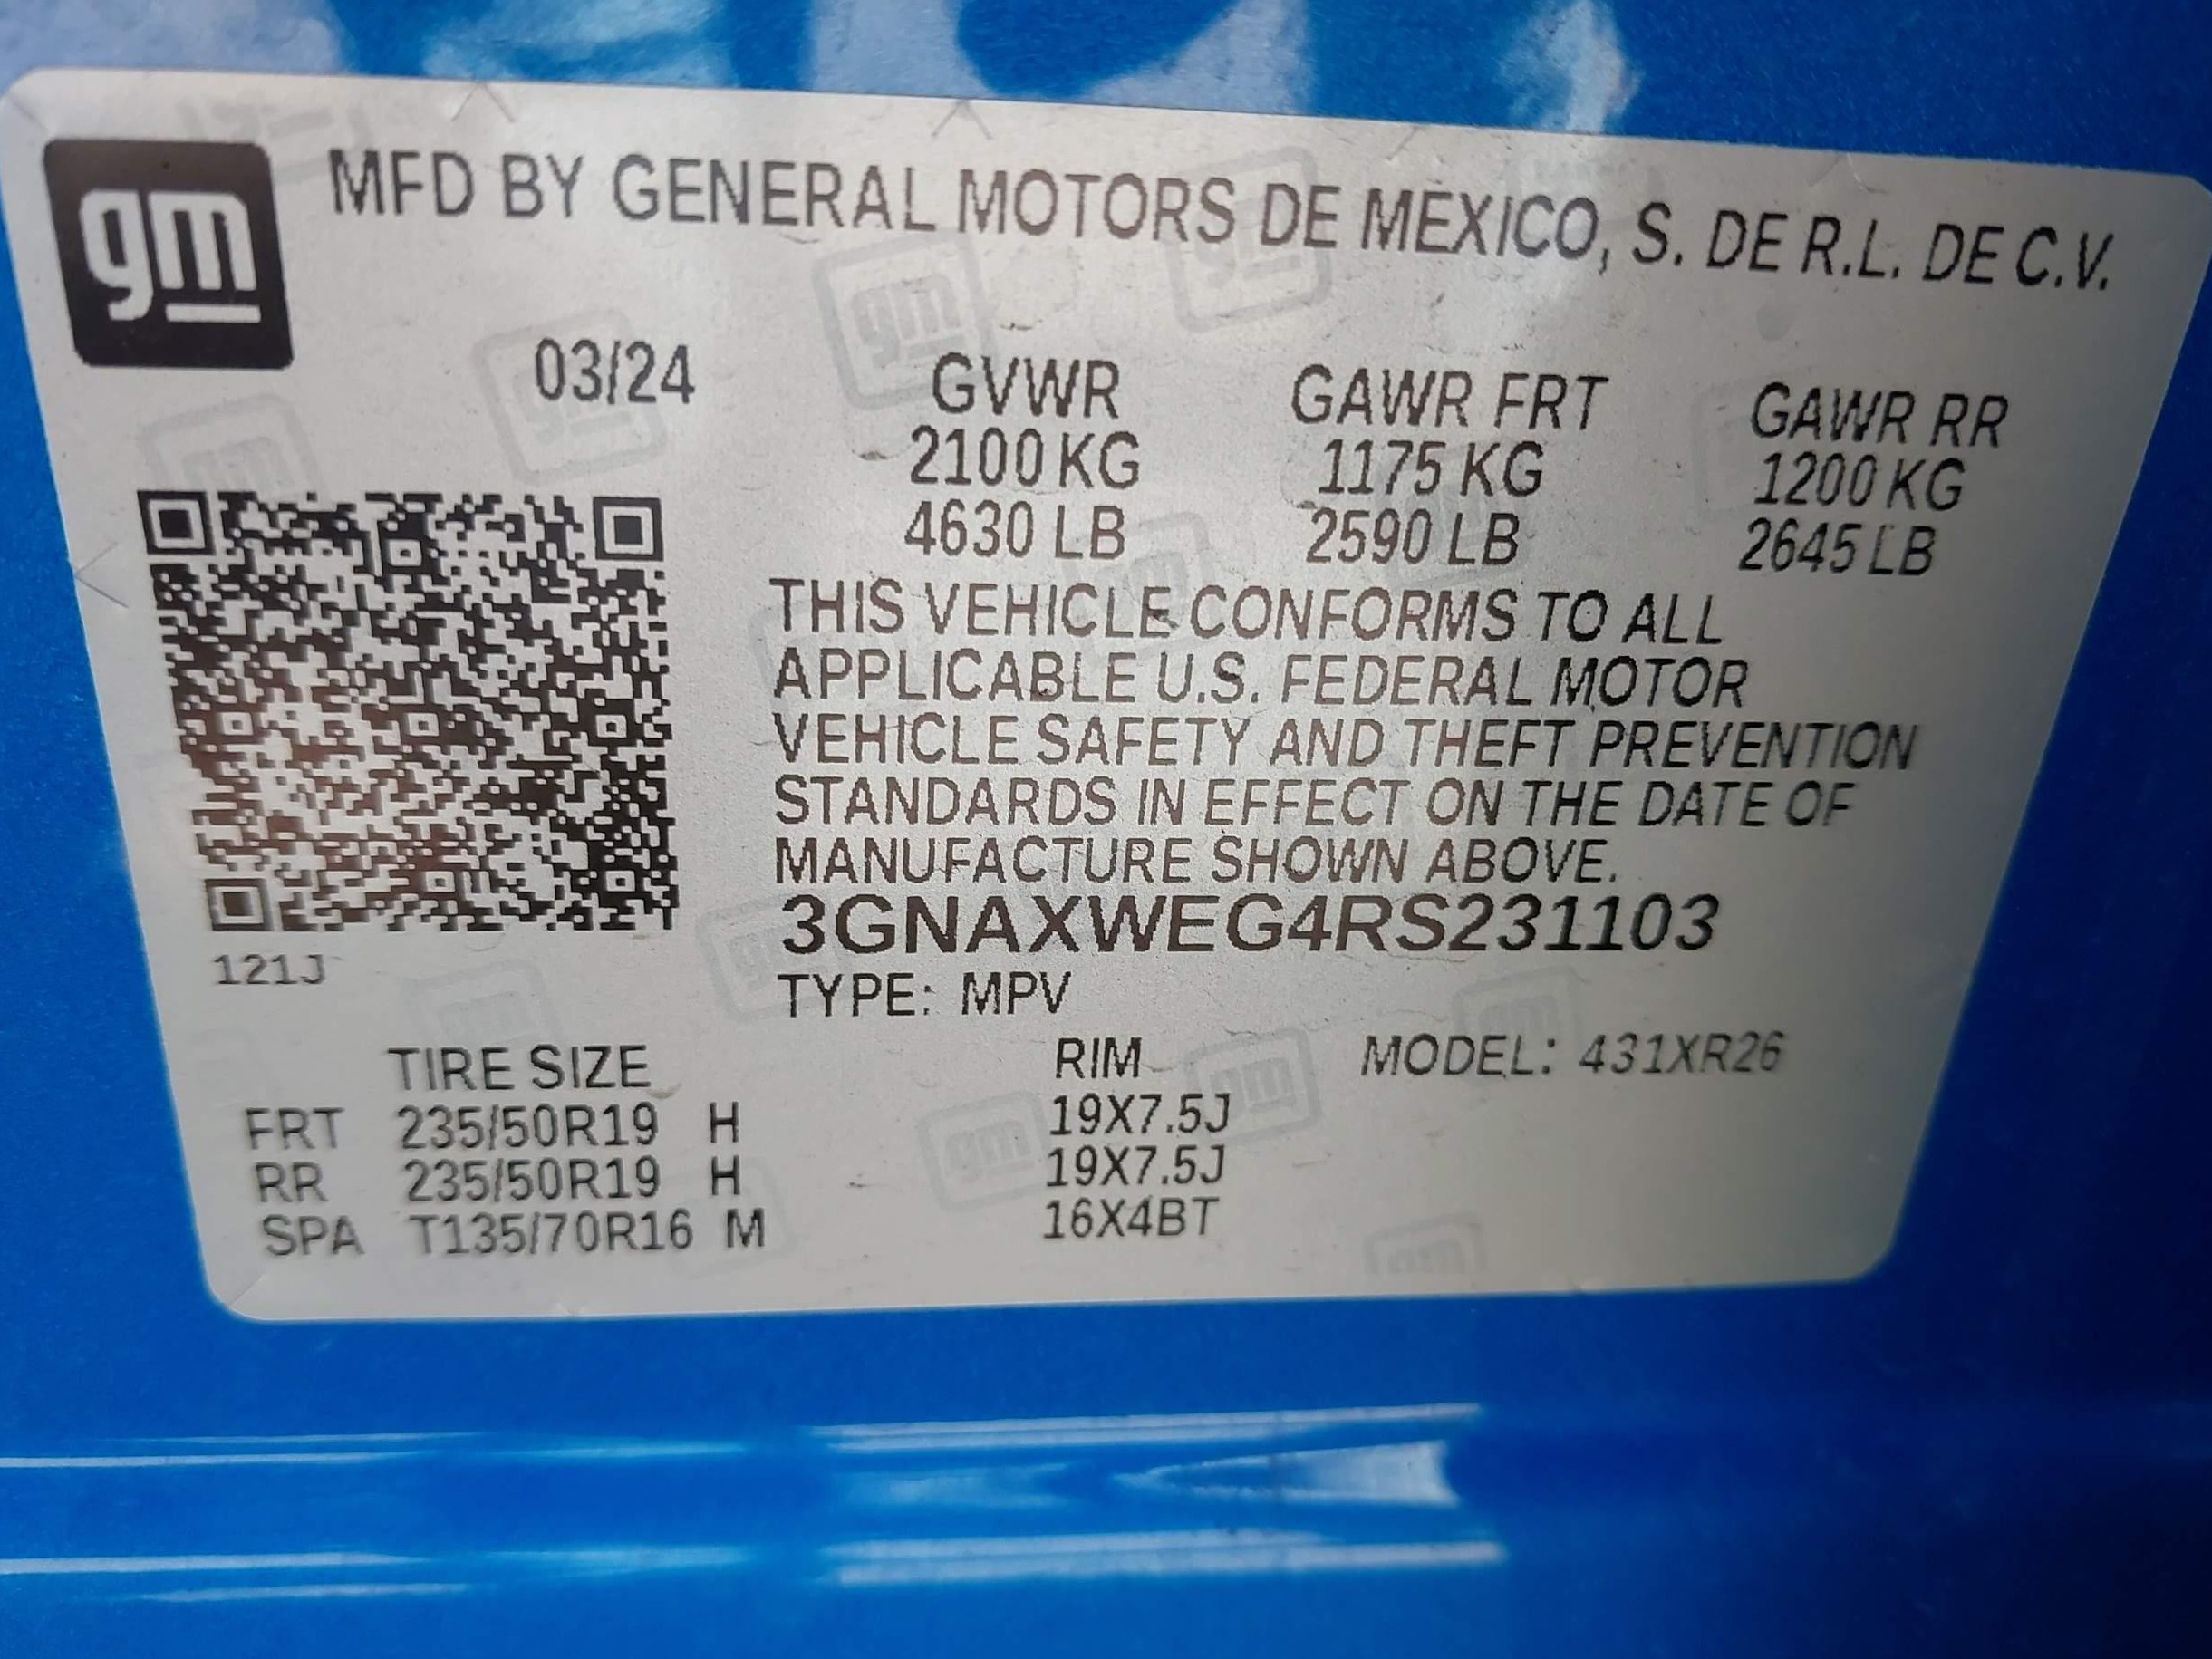 gm
MFD BY GENERAL MOTORS DE MEXICO, S. DE R.L. DE C.V.
03/24 GVWR GAWR FRT GAWR RR
2100 KG 1175 KG 1200 KG
4630 LB 2590 LB 2645 LB
THIS VEHICLE CONFORMS TO ALL
APPLICABLE U.S. FEDERAL MOTOR
VEHICLE SAFETY AND THEFT PREVENTION
STANDARDS IN EFFECT ON THE DATE OF
MANUFACTURE SHOWN ABOVE.
3GNAXWEG4RS231103
121J
TYPE: MPV
TIRE SIZE RIM MODEL: 431XR26
FRT 235/50R19 H 19X7.5J
RR 235/50R19 H 19X7.5J
SPA T135/70R16 M 16X4BT